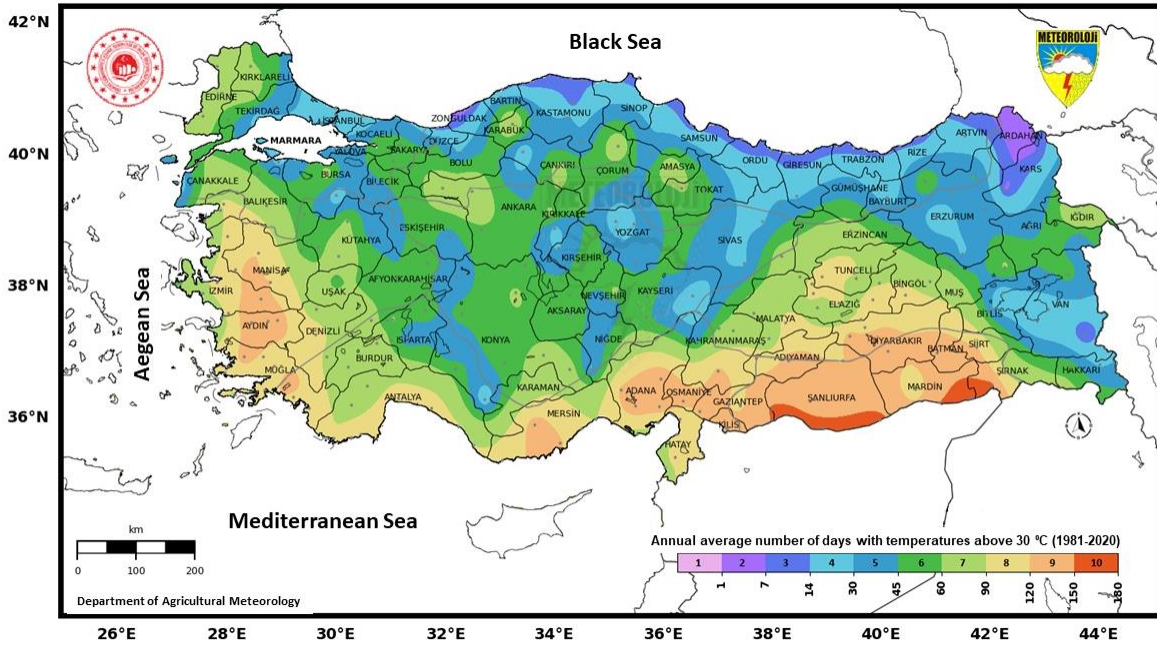 42°N
40°N
38°N
36°N
Black Sea
METEOROLOJİ
KIRKLARELİ
EDİRNE
TEKİRDAĞ
İSTANBUL
KOCAELİ
MARMARA
YALOVA
SAKARYA
DÜZCE
ZONGULDAK
BARTIN
KARABÜK
KASTAMONU
SİNOP
SAMSUN
ORDU
GİRESUN
TRABZON
RİZE
ARTVİN
ARDAHAN
KARS
ÇANAKKALE
BALIKESİR
BURSA
BİLECİK
BOLU
ÇANKIRI
ÇORUM
AMASYA
TOKAT
GÜMÜŞHANE
BAYBURT
ERZURUM
AĞRI
IĞDIR
METEOROLOJİ
ESKİŞEHİR
ANKARA
KIRIKKALE
YOZGAT
SİVAS
ERZİNCAN
KÜTAHYA
MANİSA
İZMİR
UŞAK
AFYONKARAHİSAR
KIRŞEHİR
NEVŞEHİR
KAYSERİ
AKSARAY
TUNCELİ
BİNGÖL
ELAZIĞ
MUŞ
BİTLİS
VAN
AYDIN
DENİZLİ
ISPARTA
KONYA
NİĞDE
KAHRAMANMARAŞ
MALATYA
ADIYAMAN
DİYARBAKIR
BATMAN
SİİRT
ŞIRNAK
HAKKARİ
MUĞLA
BURDUR
ANTALYA
KARAMAN
MERSİN
ADANA
OSMANİYE
GAZİANTEP
KİLİS
ŞANLIURFA
MARDİN
HATAY
Aegean Sea
Mediterranean Sea
km
0 100 200
Department of Agricultural Meteorology
Annual average number of days with temperatures above 30 °C (1981-2020)
1 2 3 4 5 6 7 8 9 10
1 7 14 30 45 60 90 120 150 180
26°E 28°E 30°E 32°E 34°E 36°E 38°E 40°E 42°E 44°E